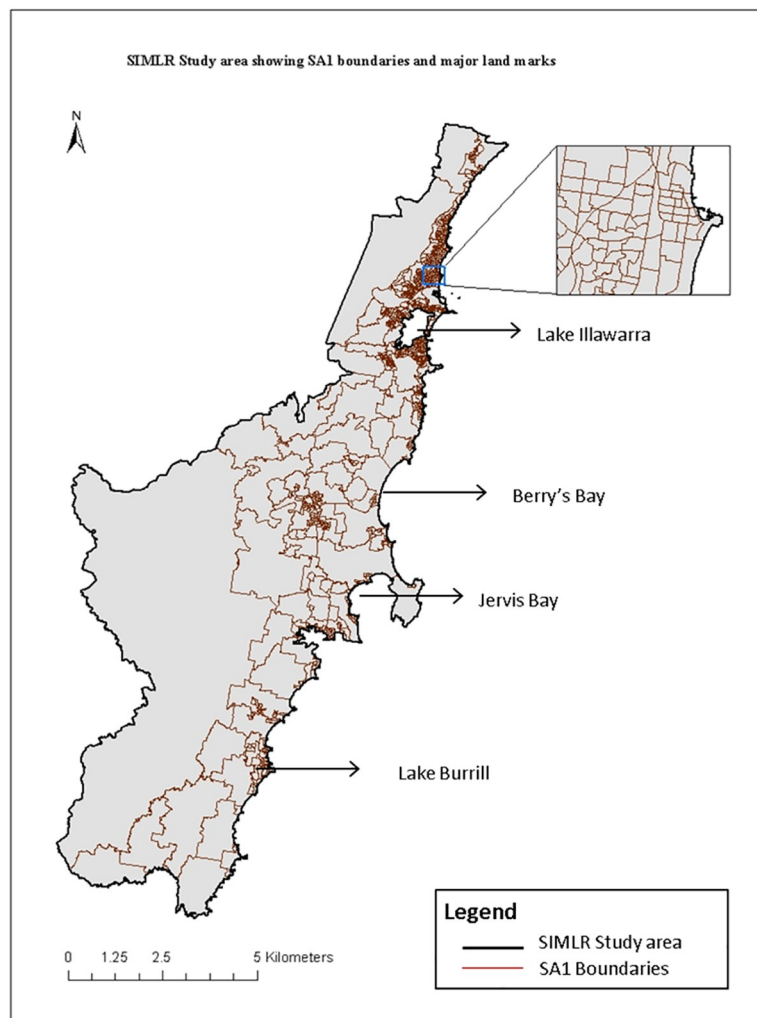 SIMLR Study area showing SA1 boundaries and major land marks
N
Lake Illawarra
Berry's Bay
Jervis Bay
Lake Burrill
Legend
SIMLR Study area
SA1 Boundaries
0 1.25 2.5 5 Kilometers